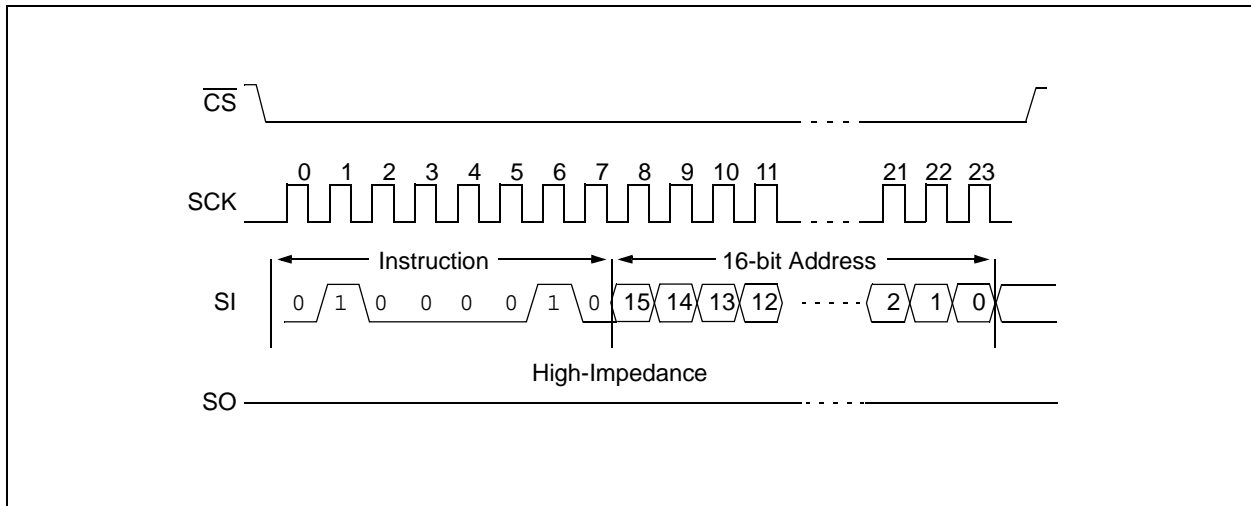 CS
0 1 2 3 4 5 6 7 8 9 10 11 21 22 23
SCK
Instruction 16-bit Address
SI 0 1 0 0 0 0 1 0 15 14 13 12 2 1 0
High-Impedance
SO